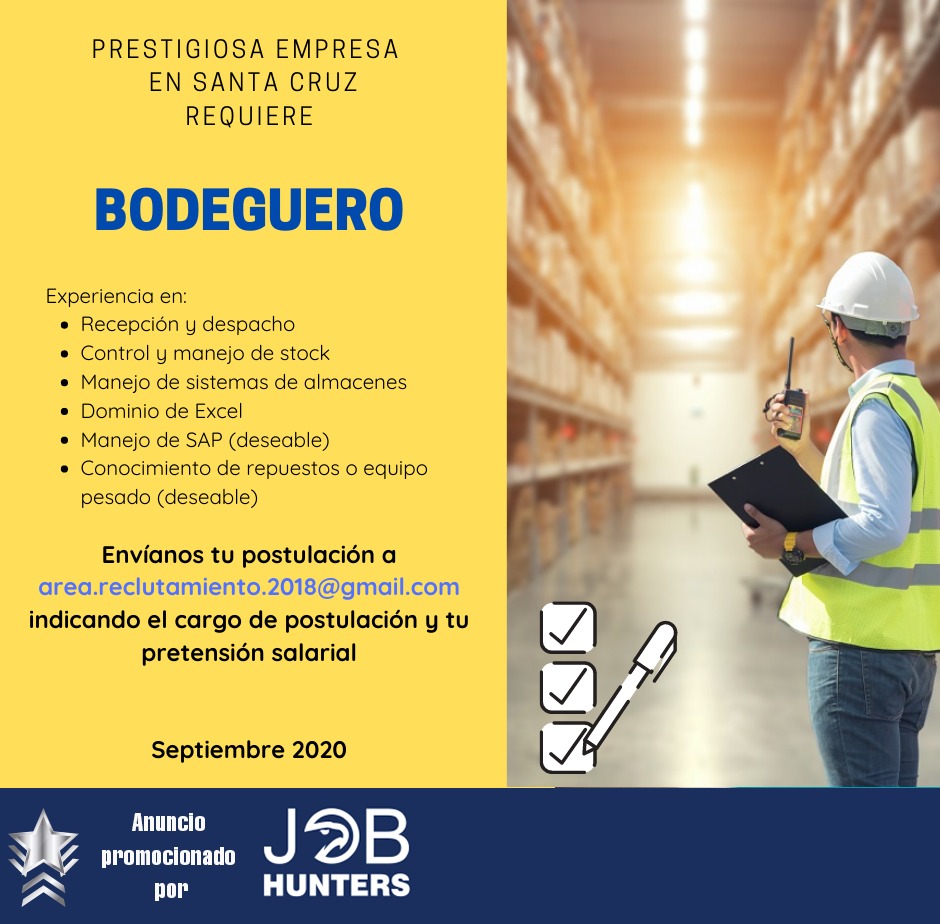 PRESTIGIOSA EMPRESA
EN SANTA CRUZ
REQUIERE
BODEGUERO
Experiencia en:
• Recepción y despacho
• Control y manejo de stock
• Manejo de sistemas de almacenes
• Dominio de Excel
• Manejo de SAP (deseable)
• Conocimiento de repuestos o equipo
pesado (deseable)
Envíanos tu postulación a
area.reclutamiento.2018@gmail.com
indicando el cargo de postulación y tu
pretensión salarial
Septiembre 2020
Anuncio
promocionado
por
JOB
HUNTERS